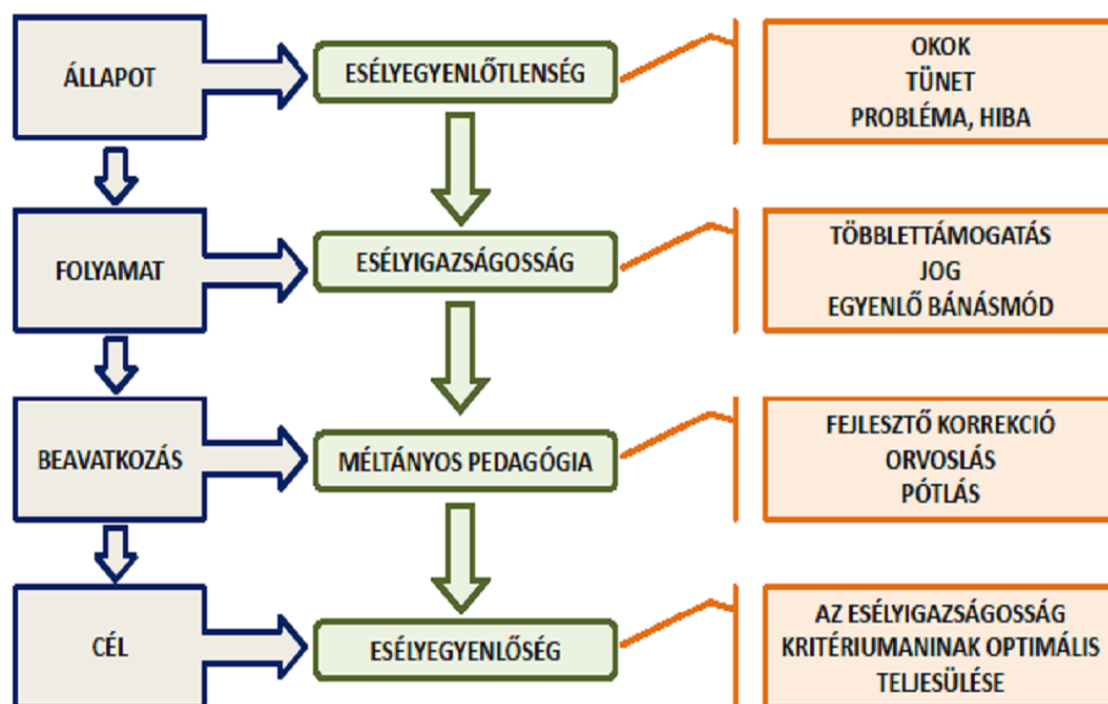 ÁLLAPOT
ESÉLYEGYENLŐTLENSÉG
OKOK
TÜNET
PROBLÉMA, HIBA
FOLYAMAT
ESÉLYIGAZSÁGOSSÁG
TÖBBLETTÁMOGATÁS
JOG
EGYENLŐ BÁNÁSMÓD
BEAVATKOZÁS
MÉLTÁNYOS PEDAGÓGIA
FEJLESZTŐ KORREKCIÓ
ORVOSLÁS
PÓTLÁS
CÉL
ESÉLYEGYENLŐSÉG
AZ ESÉLYIGAZSÁGOSSÁG
KRITÉRIUMANINAK OPTIMÁLIS
TELJESÜLÉSE